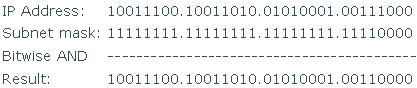 IP Address: 10011100.10011010.01010001.00111000
Subnet mask: 11111111.11111111.11111111.11110000
Bitwise AND -------------------------------------------
Result: 10011100.10011010.01010001.00110000